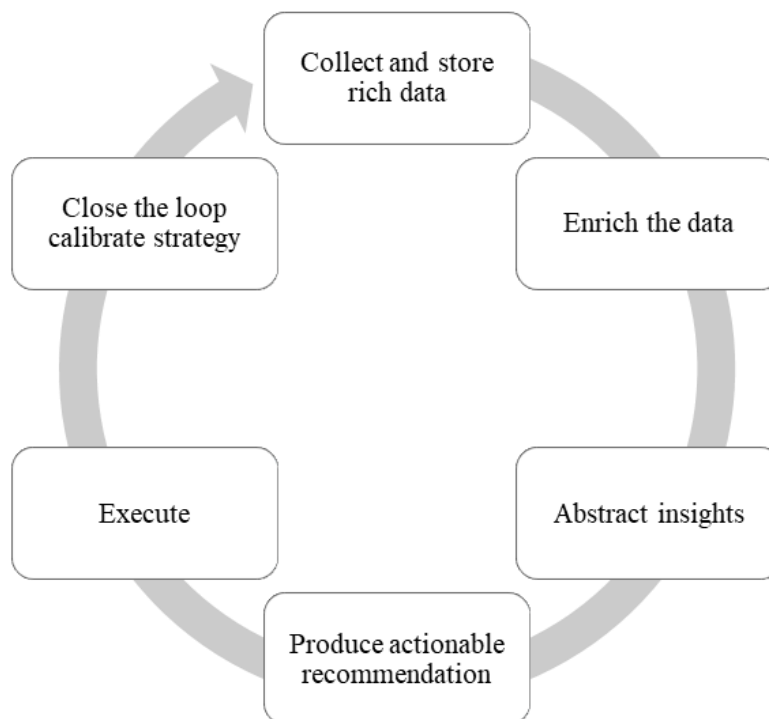 Collect and store
rich data
Enrich the data
Abstract insights
Produce actionable
recommendation
Execute
Close the loop
calibrate strategy